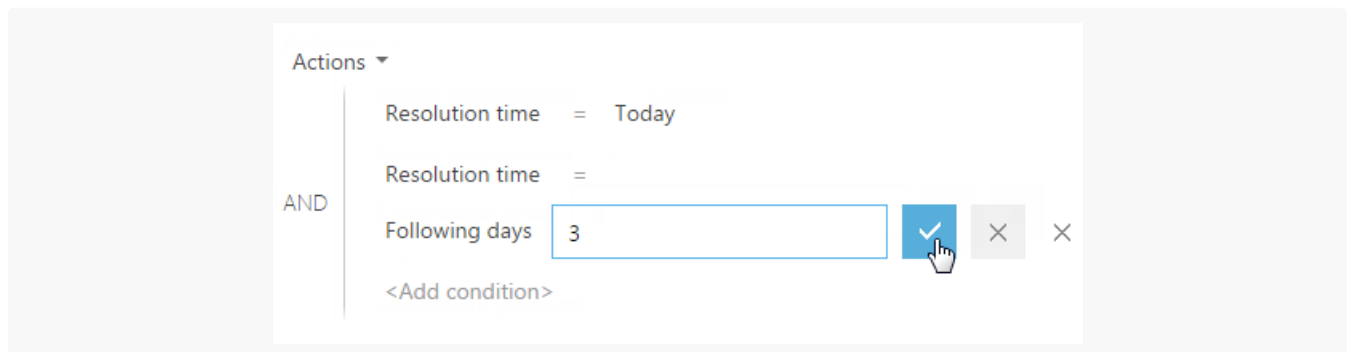 Actions
Resolution time = Today
Resolution time =
AND
Following days 3
<Add condition>